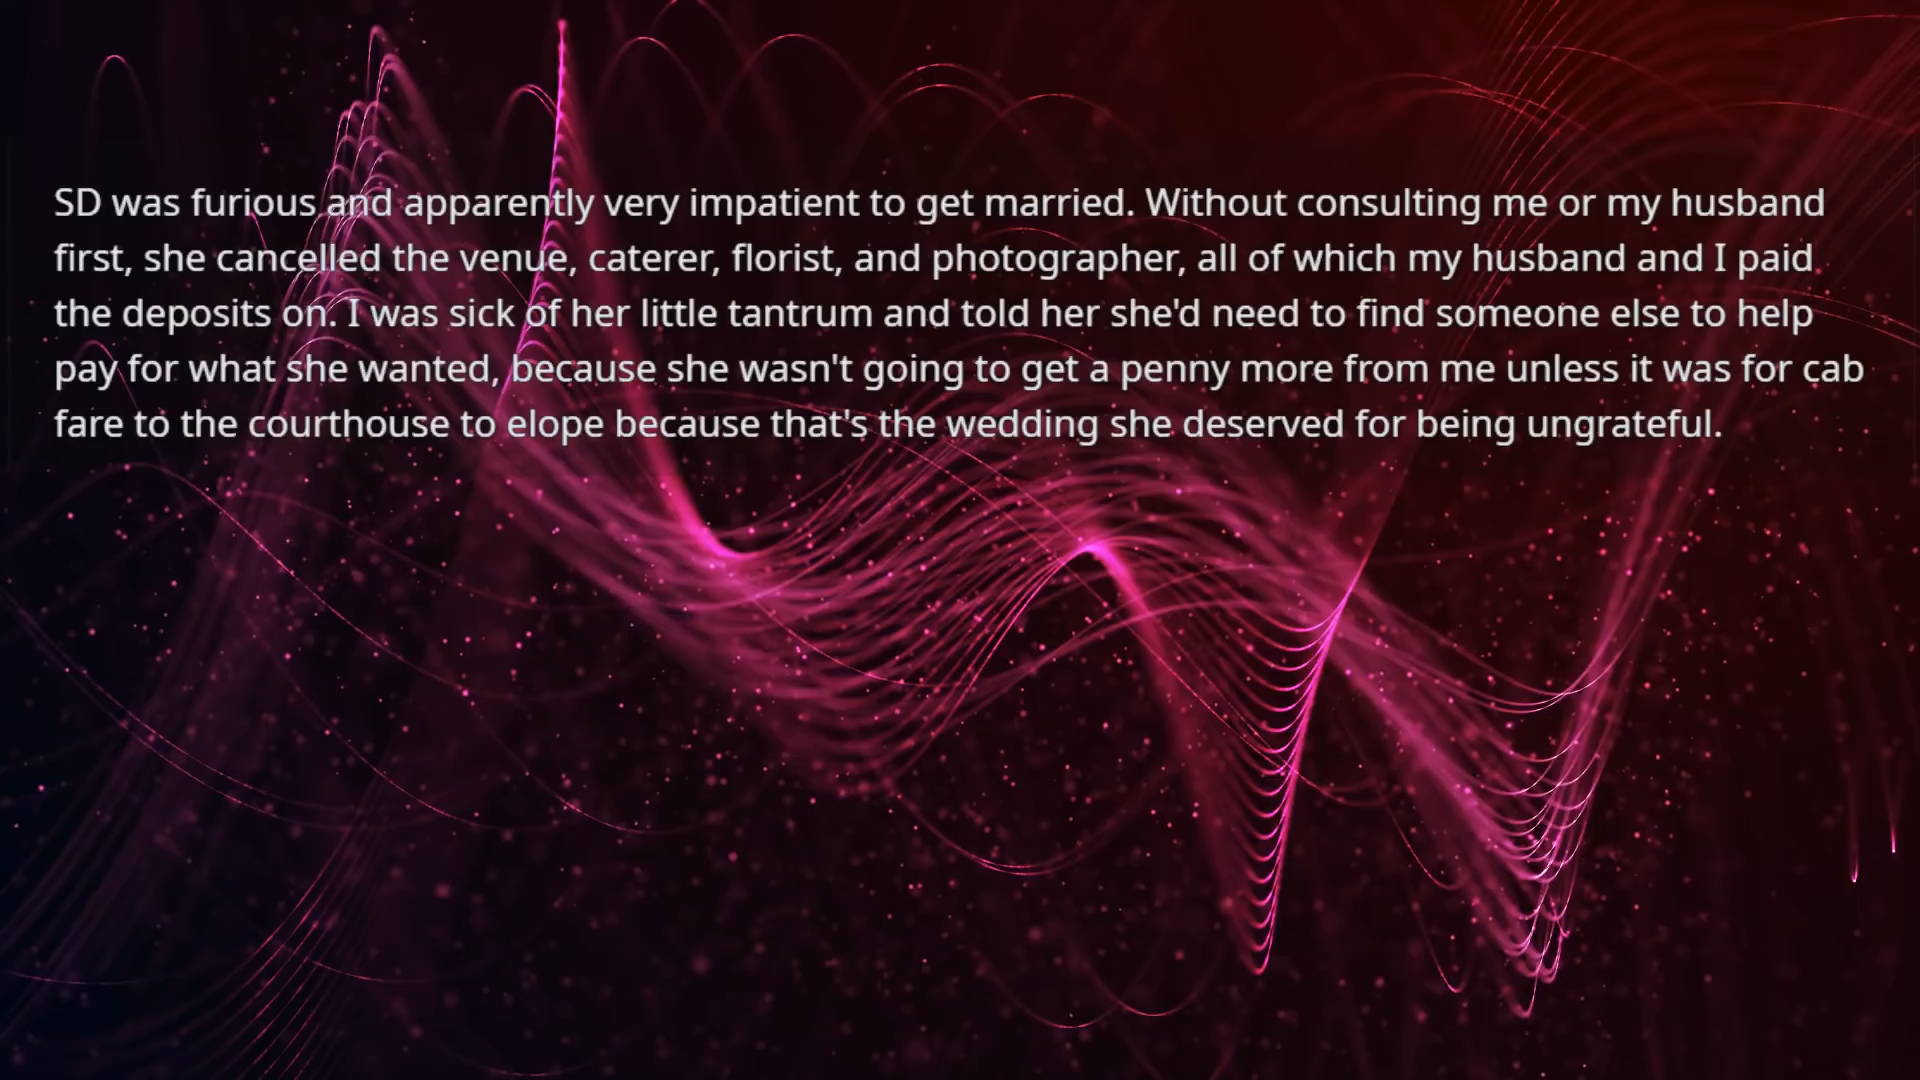 SD was furious and apparently very impatient to get married. Without consulting me or my husband
first, she cancelled the venue, caterer, florist, and photographer, all of which my husband and I paid
the deposits on. I was sick of her little tantrum and told her she'd need to find someone else to help
pay for what she wanted, because she wasn't going to get a penny more from me unless it was for cab
fare to the courthouse to elope because that's the wedding she deserved for being ungrateful.